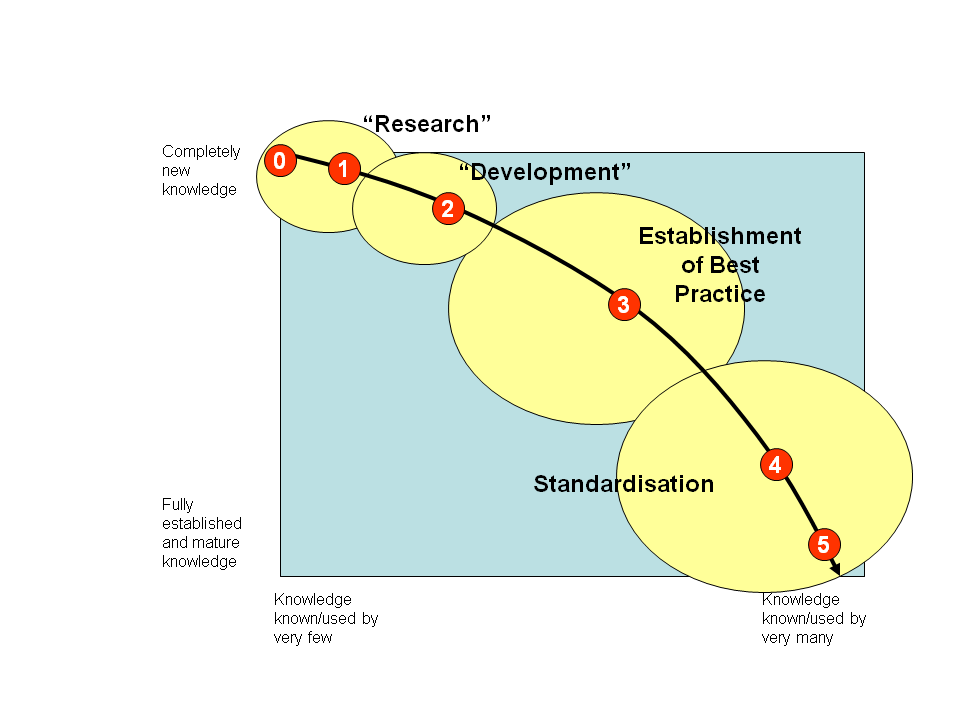 “Research”
Completely
new
knowledge
0
1
“Development”
2
Establishment
of Best
Practice
3
4
Standardisation
5
Fully
established
and mature
knowledge
Knowledge
known/used by
very few
Knowledge
known/used by
very many